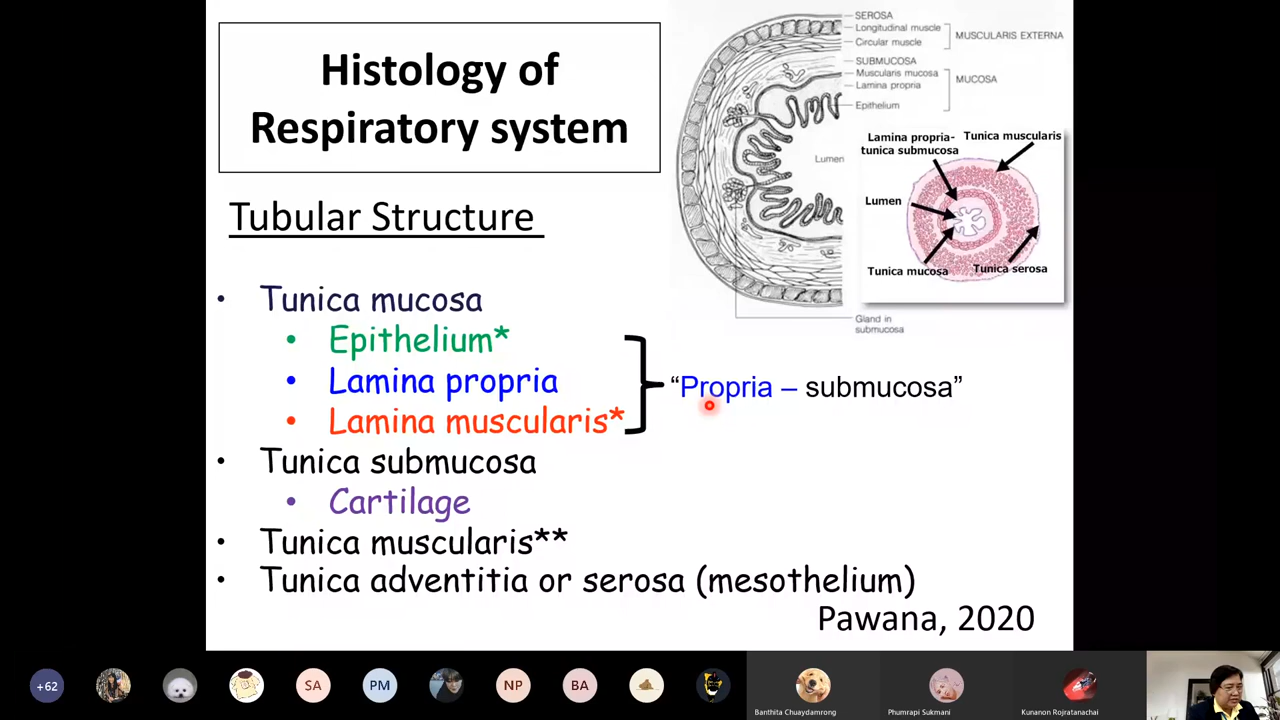 Histology of
Respiratory system
Tubular Structure
• Tunica mucosa
• Epithelium*
• Lamina propria
• Lamina muscularis*
“Propria – submucosa”
• Tunica submucosa
• Cartilage
• Tunica muscularis**
• Tunica adventitia or serosa (mesothelium)
Pawana, 2020
SEROSA
Longitudinal muscle
Circular muscle
MUSCULARIS EXTERNA
SUBMUCOSA
Muscularis mucosa
Lamina propria
MUCOSA
Epithelium
Lumen
Gland in
submucosa
Lamina propria-
tunica submucosa
Tunica muscularis
Lumen
Tunica mucosa
Tunica serosa
+62
SA
PM
NP
BA
Banthita Chuaydamrong
Phumrapi Sukmani
Kunanon Rojratanachai